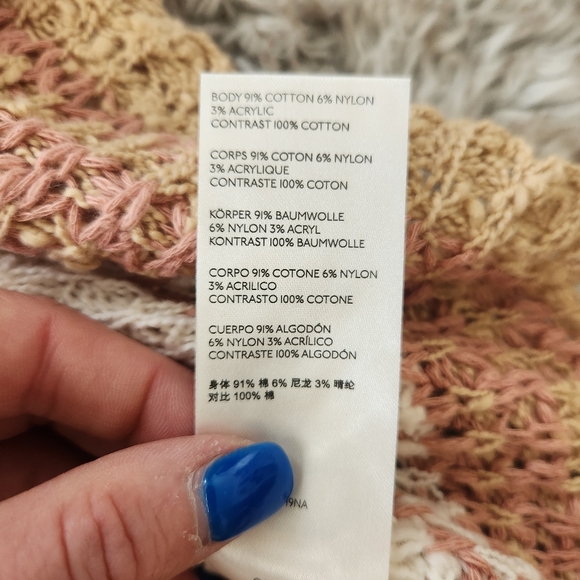 BODY 91% COTTON 6% NYLON
3% ACRYLIC
CONTRAST 100% COTTON
CORPS 91% COTON 6% NYLON
3% ACRYLIQUE
CONTRASTE 100% COTON
KÖRPER 91% BAUMWOLLE
6% NYLON 3% ACRYL
KONTRAST 100% BAUMWOLLE
CORPO 91% COTONE 6% NYLON
3% ACRILICO
CONTRASTO 100% COTONE
CUERPO 91% ALGODÓN
6% NYLON 3% ACRÍLICO
CONTRASTE 100% ALGODÓN
身体 91% 棉 6% 尼龙 3% 晴纶
对比 100% 棉